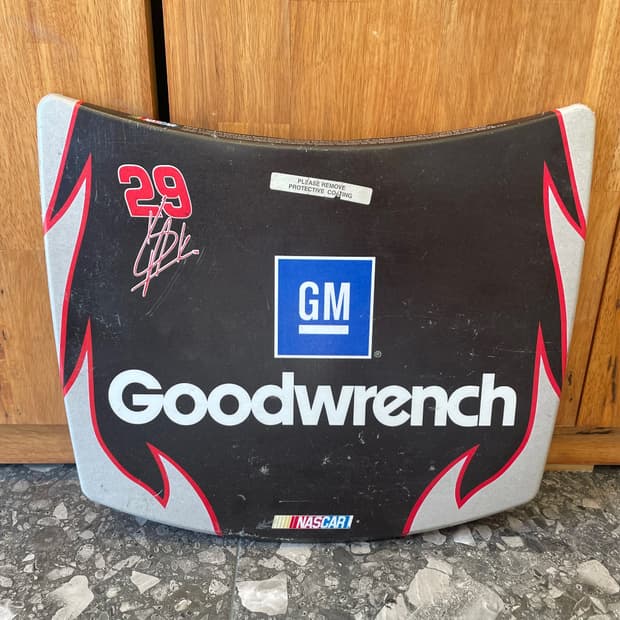 29
PLEASE REMOVE
PROTECTIVE COATING
GM
®
Goodwrench
NASCAR